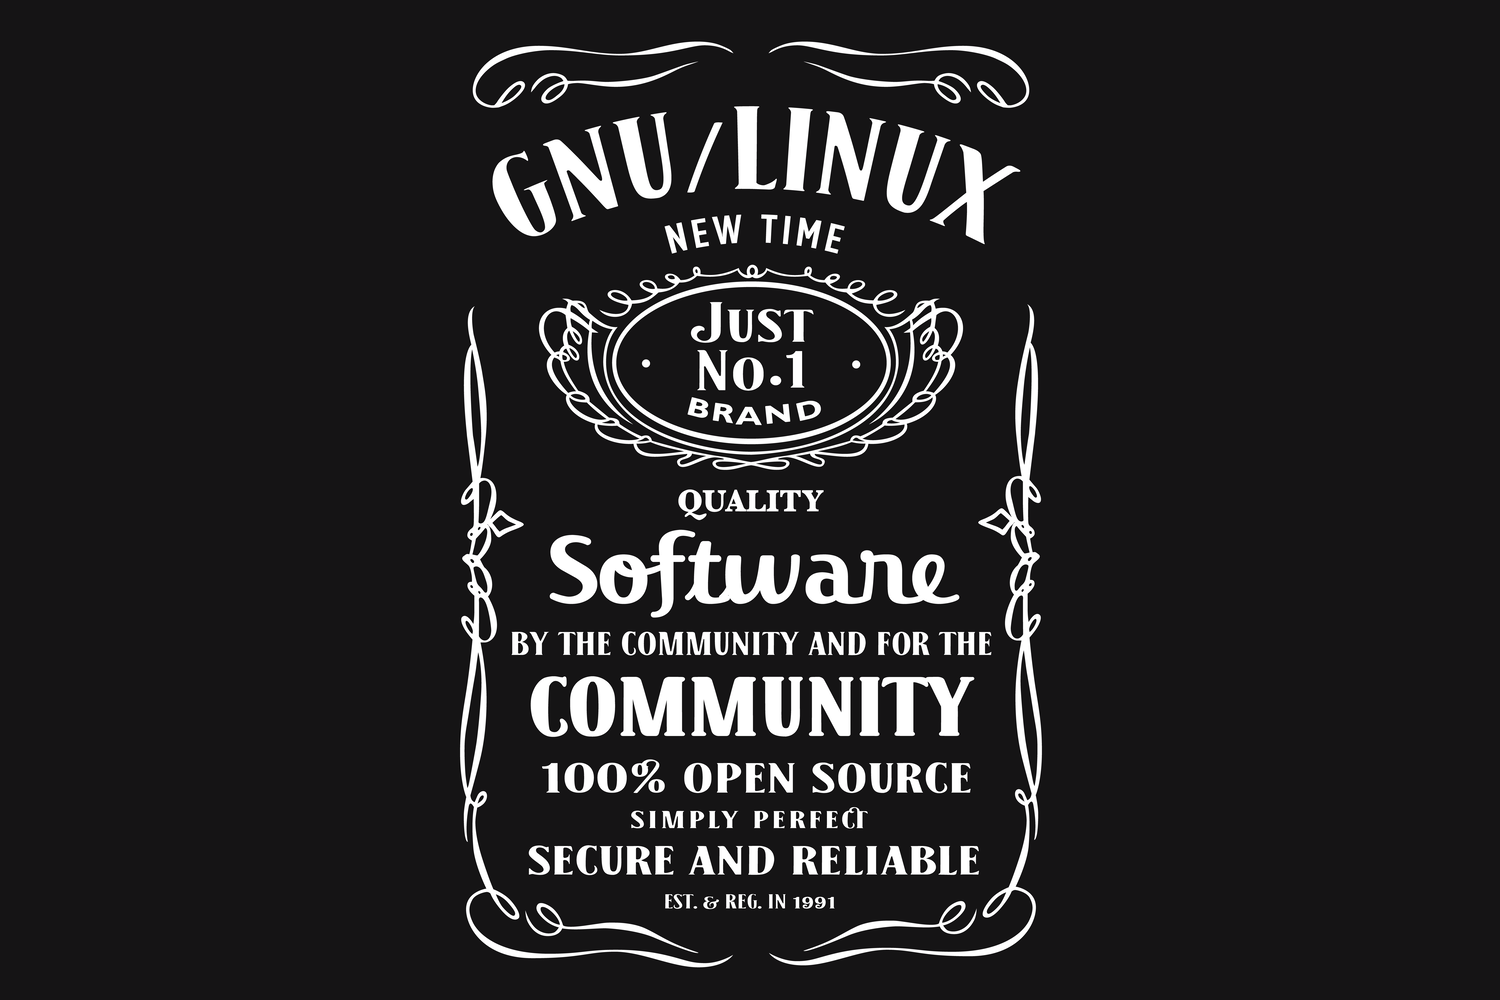 GNU/LINUX
NEW TIME
JUST
No.1
BRAND
QUALITY
Software
BY THE COMMUNITY AND FOR THE
COMMUNITY
100% OPEN SOURCE
SIMPLY PERFECT
SECURE AND RELIABLE
EST. & REG. IN 1991